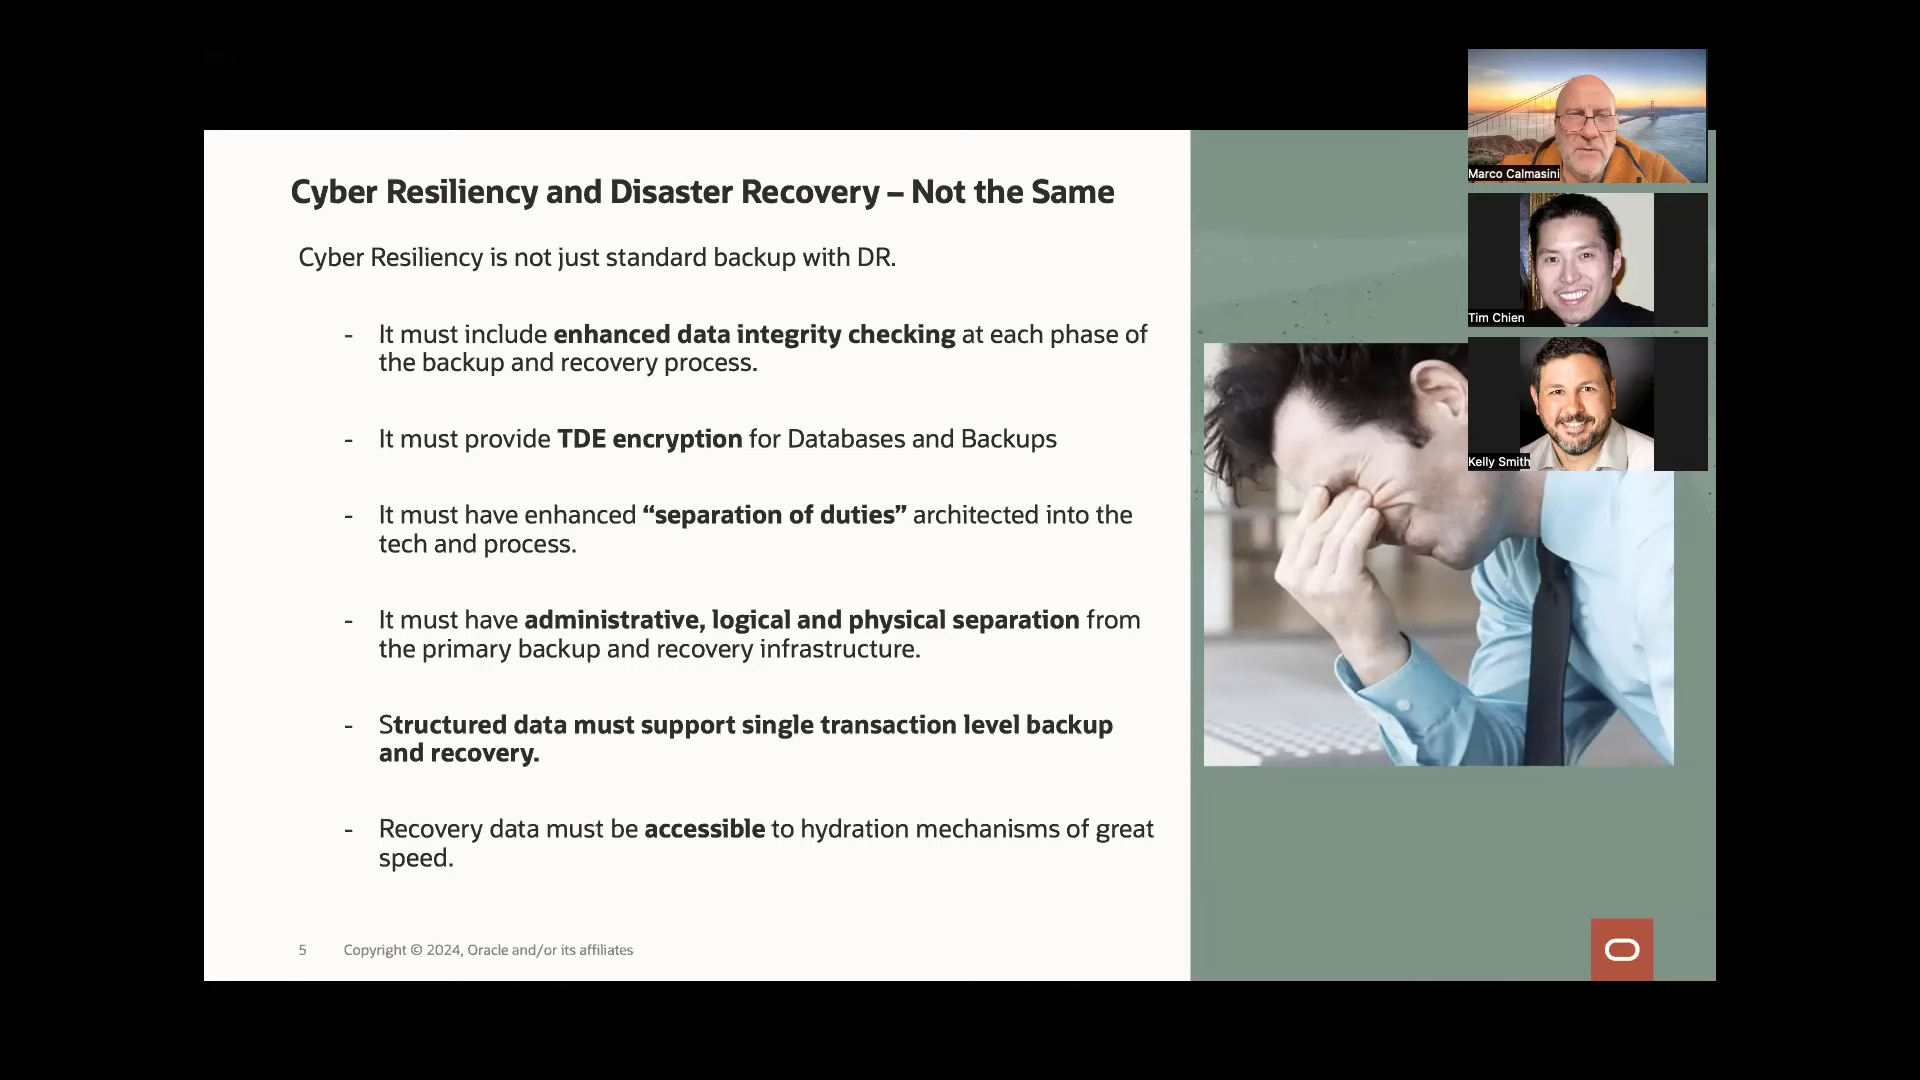 Cyber Resiliency and Disaster Recovery – Not the Same
Cyber Resiliency is not just standard backup with DR.
- It must include enhanced data integrity checking at each phase of
the backup and recovery process.
- It must provide TDE encryption for Databases and Backups
- It must have enhanced “separation of duties” architected into the
tech and process.
- It must have administrative, logical and physical separation from
the primary backup and recovery infrastructure.
- Structured data must support single transaction level backup
and recovery.
- Recovery data must be accessible to hydration mechanisms of great
speed.
5 Copyright © 2024, Oracle and/or its affiliates
Marco Calmasini
Tim Chien
Kelly Smith